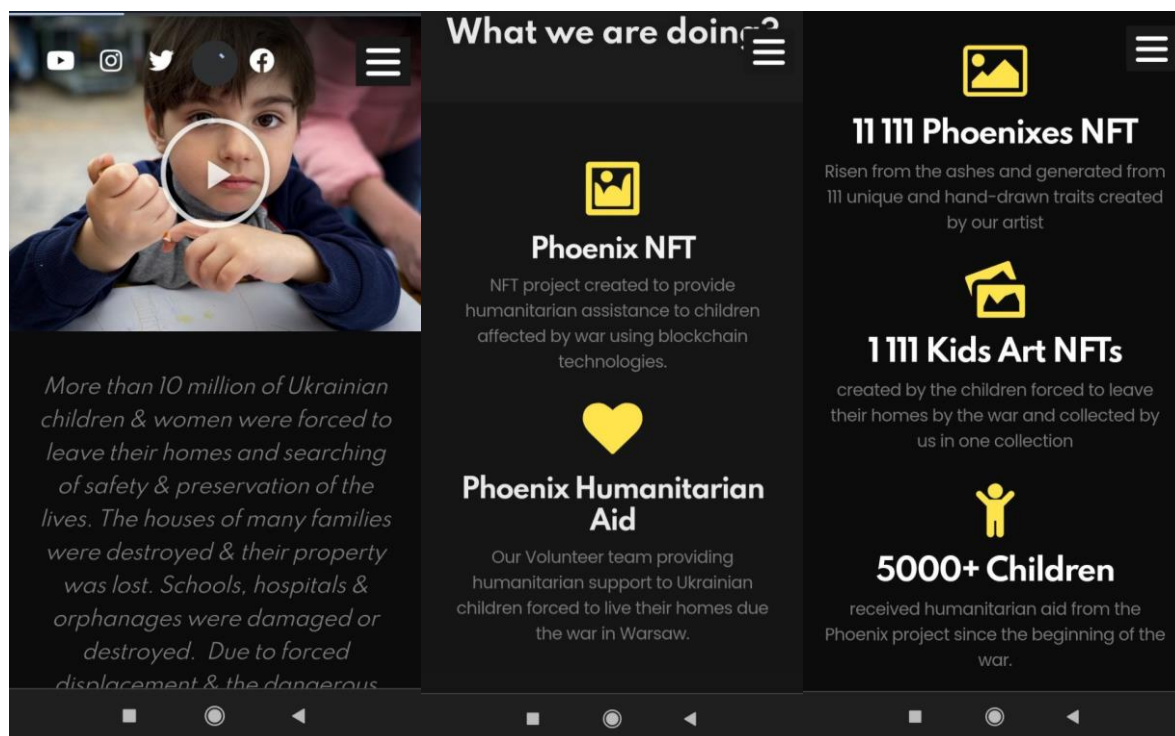 More than 10 million of Ukrainian
children & women were forced to
leave their homes and searching
of safety & preservation of the
lives. The houses of many families
were destroyed & their property
was lost. Schools, hospitals &
orphanages were damaged or
destroyed. Due to forced
displacement & the dangerous
What we are doing?
Phoenix NFT
NFT project created to provide
humanitarian assistance to children
affected by war using blockchain
technologies.
Phoenix Humanitarian
Aid
Our Volunteer team providing
humanitarian support to Ukrainian
children forced to live their homes due
the war in Warsaw.
11 111 Phoenixes NFT
Risen from the ashes and generated from
111 unique and hand-drawn traits created
by our artist
1 111 Kids Art NFTs
created by the children forced to leave
their homes by the war and collected by
us in one collection
5000+ Children
received humanitarian aid from the
Phoenix project since the beginning of the
war.